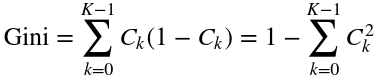 Gini = \sum_{k=0}^{K-1} C_k(1 - C_k) = 1 - \sum_{k=0}^{K-1} C_k^2